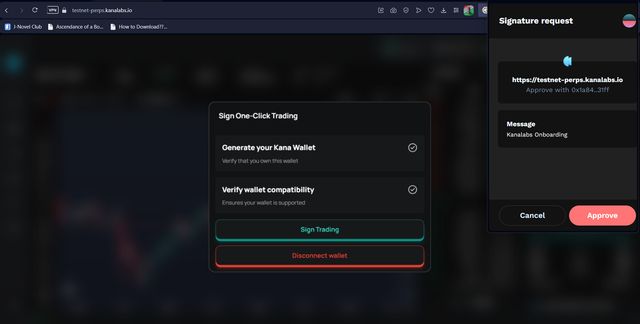 VPN
testnet-perps.kanalabs.io
J-Novel Club
Ascendance of a Bo...
How to Download???...
Sign One-Click Trading
Generate your Kana Wallet
Verify that you own this wallet
Verify wallet compatibility
Ensures your wallet is supported
Sign Trading
Disconnect wallet
Signature request
https://testnet-perps.kanalabs.io
Approve with 0x1a84..31ff
Message
Kanalabs Onboarding
Cancel
Approve